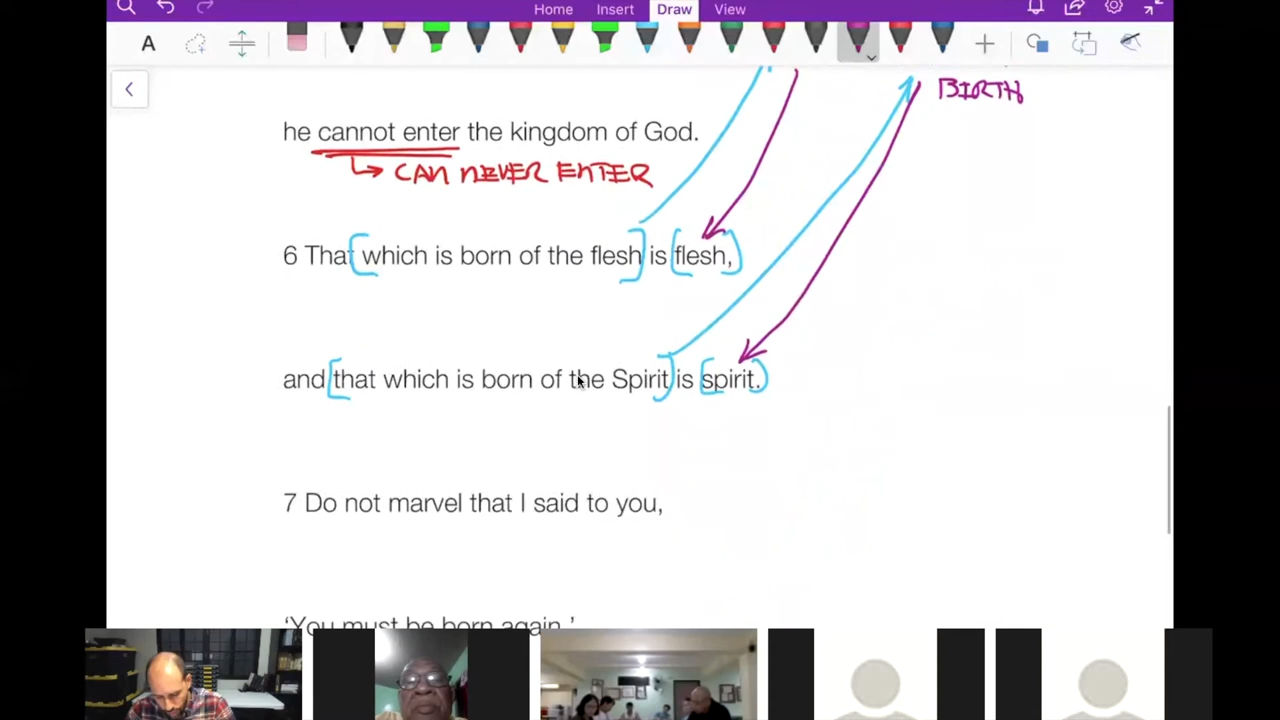 Home Insert Draw View
A
BIRTH
he cannot enter the kingdom of God.
↳ CAN NEVER ENTER
6 That [which is born of the flesh] is [flesh,)
and [that which is born of the Spirit] is [spirit.)
7 Do not marvel that I said to you,
'You must be born again.'